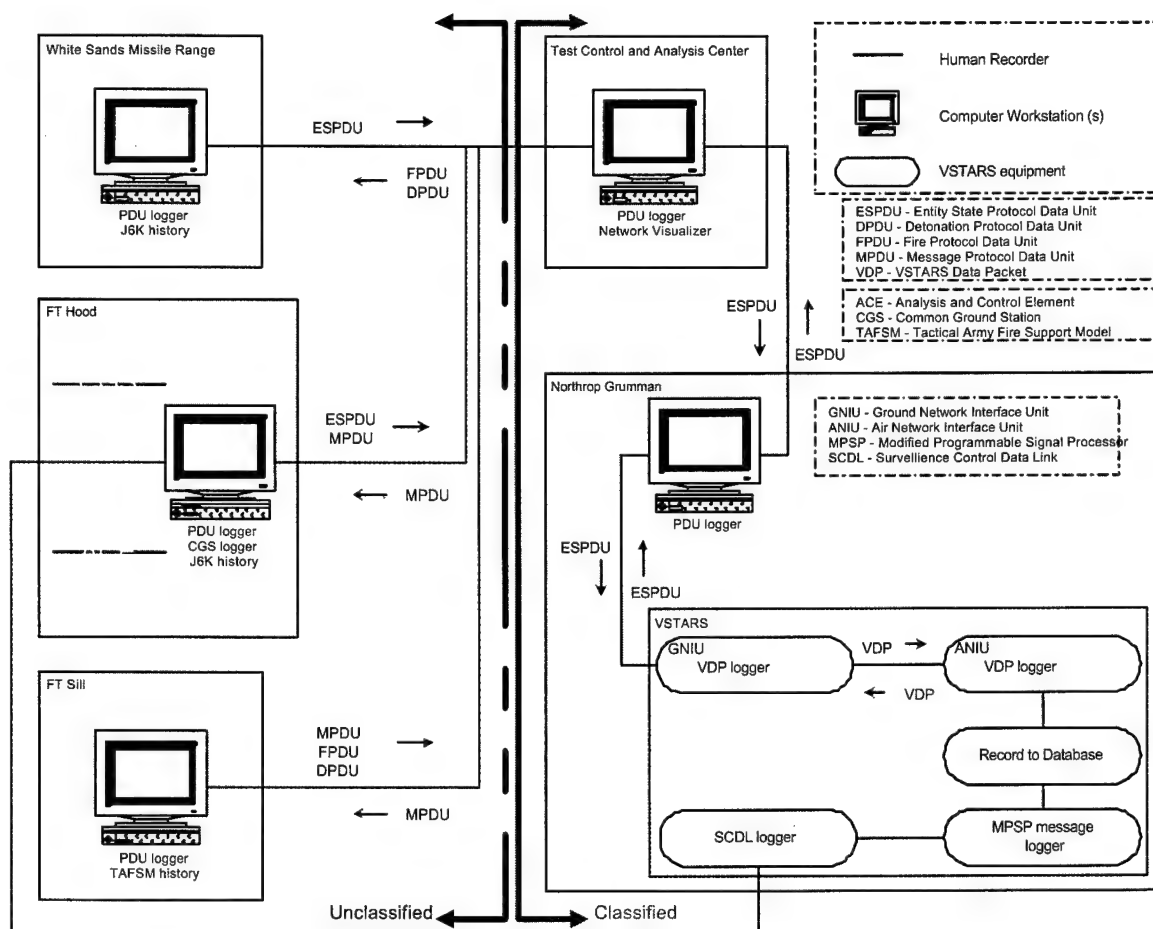 White Sands Missile Range
PDU logger
J6K history
ESPDU
FPDU
DPDU
FT Hood
PDU logger
CGS logger
J6K history
ESPDU
MPDU
MPDU
FT Sill
PDU logger
TAFSM history
MPDU
FPDU
DPDU
MPDU
Unclassified
Classified
Test Control and Analysis Center
PDU logger
Network Visualizer
ESPDU
ESPDU
Human Recorder
Computer Workstation (s)
VSTARS equipment
ESPDU - Entity State Protocol Data Unit
DPDU - Detonation Protocol Data Unit
FPDU - Fire Protocol Data Unit
MPDU - Message Protocol Data Unit
VDP - VSTARS Data Packet
ACE - Analysis and Control Element
CGS - Common Ground Station
TAFSM - Tactical Army Fire Support Model
Northrop Grumman
GNIU - Ground Network Interface Unit
ANIU - Air Network Interface Unit
MPSP - Modified Programmable Signal Processor
SCDL - Survellience Control Data Link
PDU logger
ESPDU
ESPDU
VSTARS
GNIU
VDP logger
VDP
VDP
ANIU
VDP logger
Record to Database
MPSP message
logger
SCDL logger